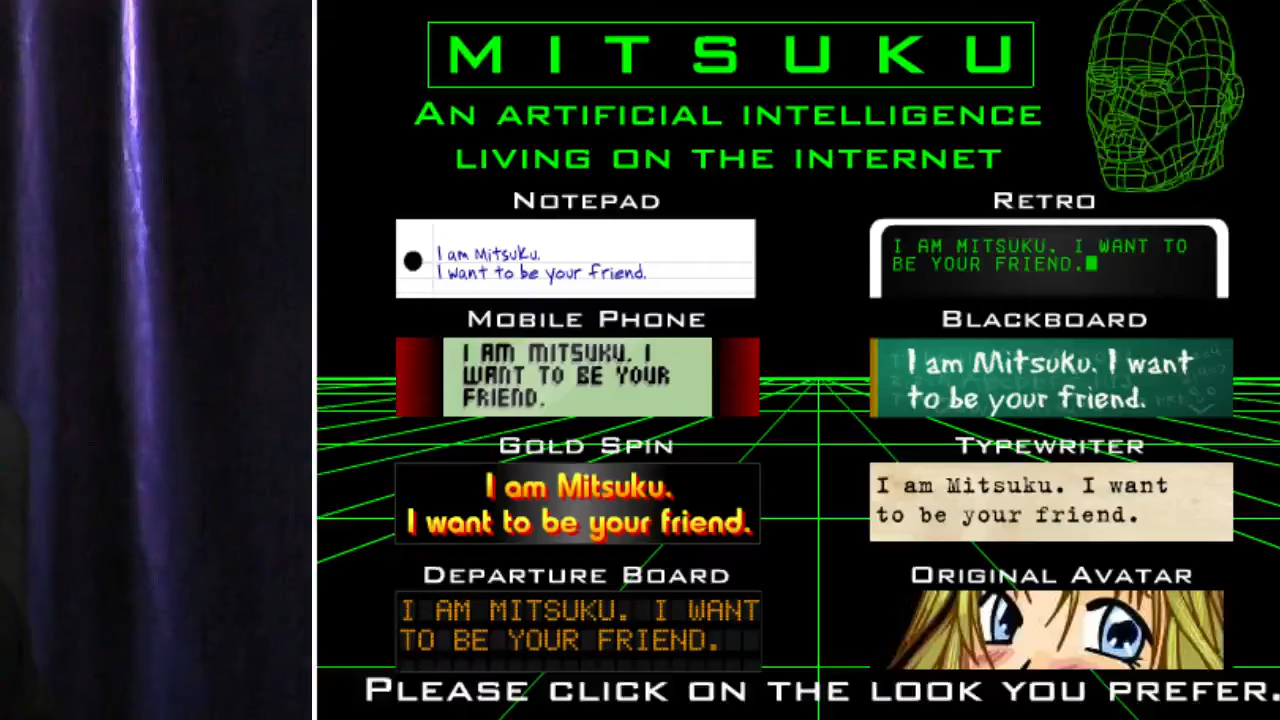 MITSUKU
AN ARTIFICIAL INTELLIGENCE
LIVING ON THE INTERNET
NOTEPAD
I am Mitsuku.
I want to be your friend.
RETRO
I AM MITSUKU. I WANT TO
BE YOUR FRIEND.
MOBILE PHONE
I AM MITSUKU. I
WANT TO BE YOUR
FRIEND.
BLACKBOARD
I am Mitsuku. I want
to be your friend.
GOLD SPIN
I am Mitsuku.
I want to be your friend.
TYPEWRITER
I am Mitsuku. I want
to be your friend.
DEPARTURE BOARD
I AM MITSUKU. I WANT
TO BE YOUR FRIEND.
ORIGINAL AVATAR
PLEASE CLICK ON THE LOOK YOU PREFER.